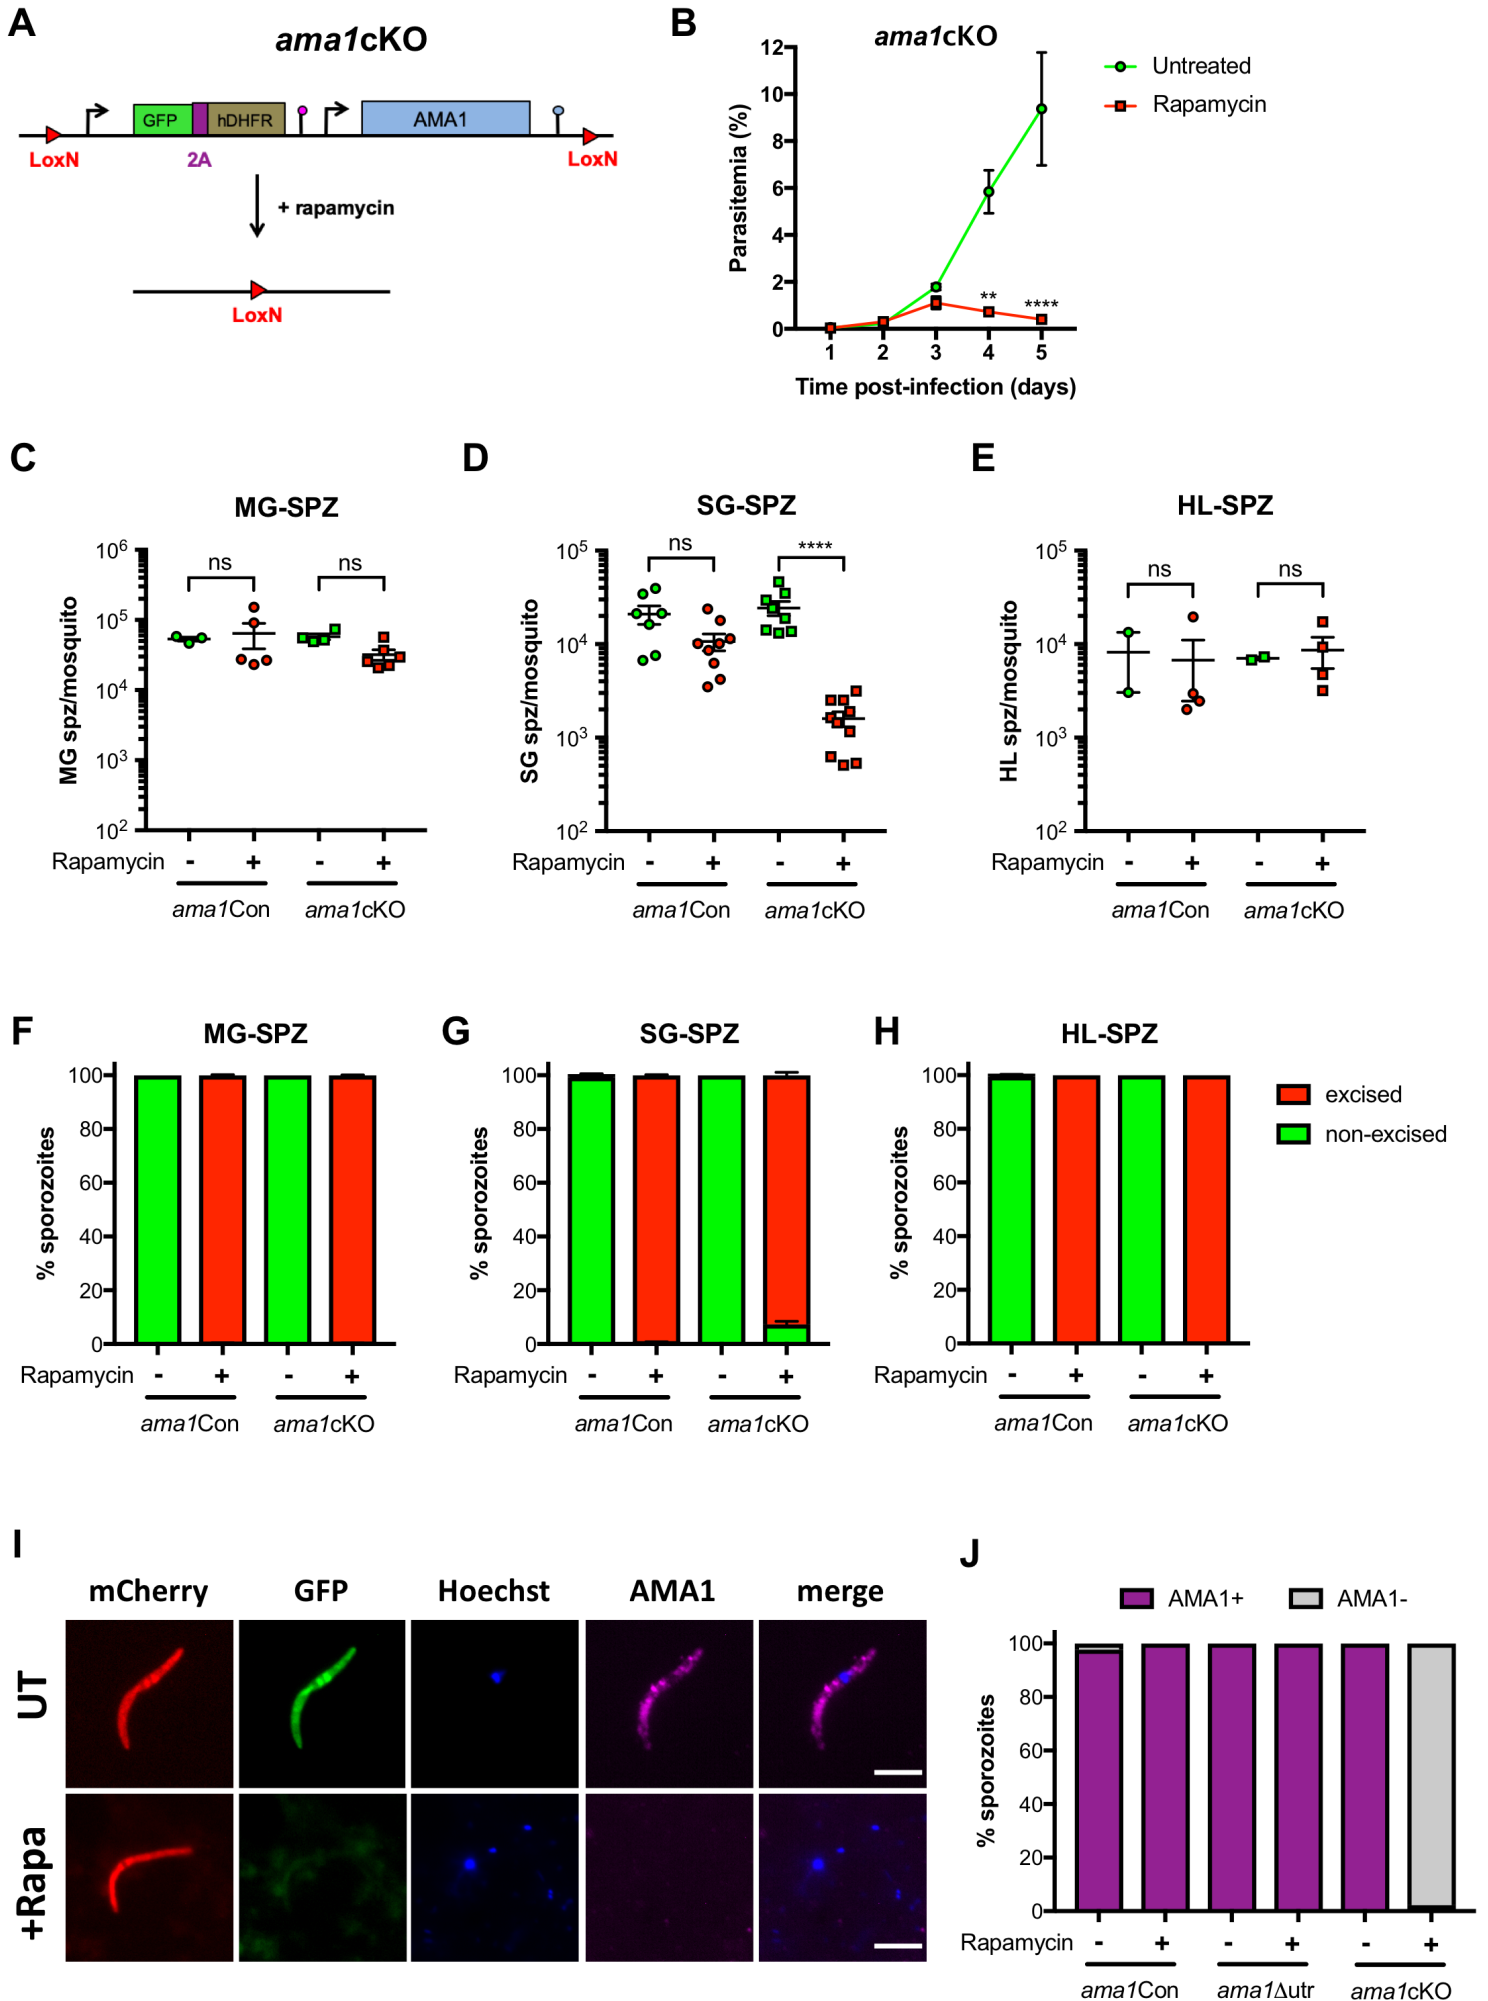 A
ama1cKO
GFP
hDHFR
AMA1
LoxN
2A
LoxN
+ rapamycin
LoxN
B
ama1cKO
Parasitemia (%)
12
10
8
6
4
2
0
1 2 3 4 5
** ****
Time post-infection (days)
Untreated
Rapamycin
C
MG-SPZ
MG spz/mosquito
10^6
10^5
10^4
10^3
10^2
ns ns
Rapamycin - + - +
ama1Con ama1cKO
D
SG-SPZ
SG spz/mosquito
10^5
10^4
10^3
10^2
ns ****
Rapamycin - + - +
ama1Con ama1cKO
E
HL-SPZ
HL spz/mosquito
10^5
10^4
10^3
10^2
ns ns
Rapamycin - + - +
ama1Con ama1cKO
F
MG-SPZ
% sporozoites
100
80
60
40
20
0
Rapamycin - + - +
ama1Con ama1cKO
G
SG-SPZ
% sporozoites
100
80
60
40
20
0
Rapamycin - + - +
ama1Con ama1cKO
H
HL-SPZ
% sporozoites
100
80
60
40
20
0
Rapamycin - + - +
ama1Con ama1cKO
excised
non-excised
I
mCherry GFP Hoechst AMA1 merge
UT
+Rapa
J
AMA1+ AMA1-
% sporozoites
100
80
60
40
20
0
Rapamycin - + - + - +
ama1Con ama1Δutr ama1cKO